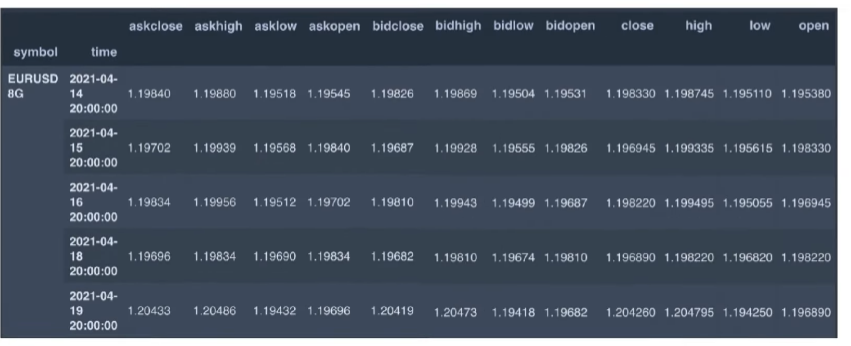 askclose askhigh asklow askopen bidclose bidhigh bidlow bidopen close high low open
symbol time
EURUSD 2021-04-
8G 14 1.19840 1.19880 1.19518 1.19545 1.19826 1.19869 1.19504 1.19531 1.198330 1.198745 1.195110 1.195380
20:00:00
2021-04-
15 1.19702 1.19939 1.19568 1.19840 1.19687 1.19928 1.19555 1.19826 1.196945 1.199335 1.195615 1.198330
20:00:00
2021-04-
16 1.19834 1.19956 1.19512 1.19702 1.19810 1.19943 1.19499 1.19687 1.198220 1.199495 1.195055 1.196945
20:00:00
2021-04-
18 1.19696 1.19834 1.19690 1.19834 1.19682 1.19810 1.19674 1.19810 1.196890 1.198220 1.196820 1.198220
20:00:00
2021-04-
19 1.20433 1.20486 1.19432 1.19696 1.20419 1.20473 1.19418 1.19682 1.204260 1.204795 1.194250 1.196890
20:00:00